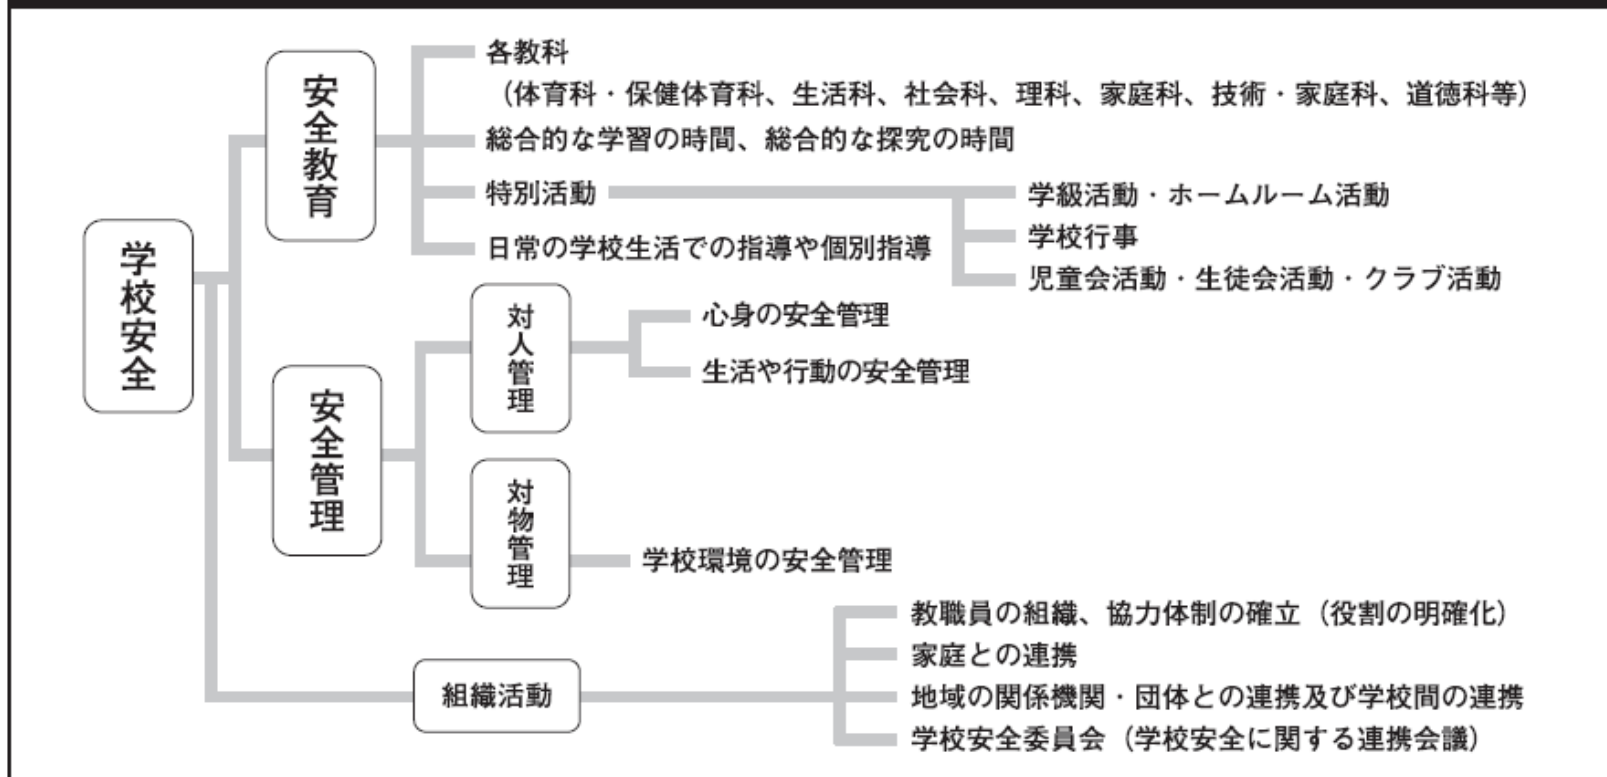 学校安全
安全教育
各教科
（体育科・保健体育科、生活科、社会科、理科、家庭科、技術・家庭科、道徳科等）
総合的な学習の時間、総合的な探究の時間
特別活動
学級活動・ホームルーム活動
学校行事
児童会活動・生徒会活動・クラブ活動
日常の学校生活での指導や個別指導
安全管理
対人管理
心身の安全管理
生活や行動の安全管理
対物管理
学校環境の安全管理
組織活動
教職員の組織、協力体制の確立（役割の明確化）
家庭との連携
地域の関係機関・団体との連携及び学校間の連携
学校安全委員会（学校安全に関する連携会議）